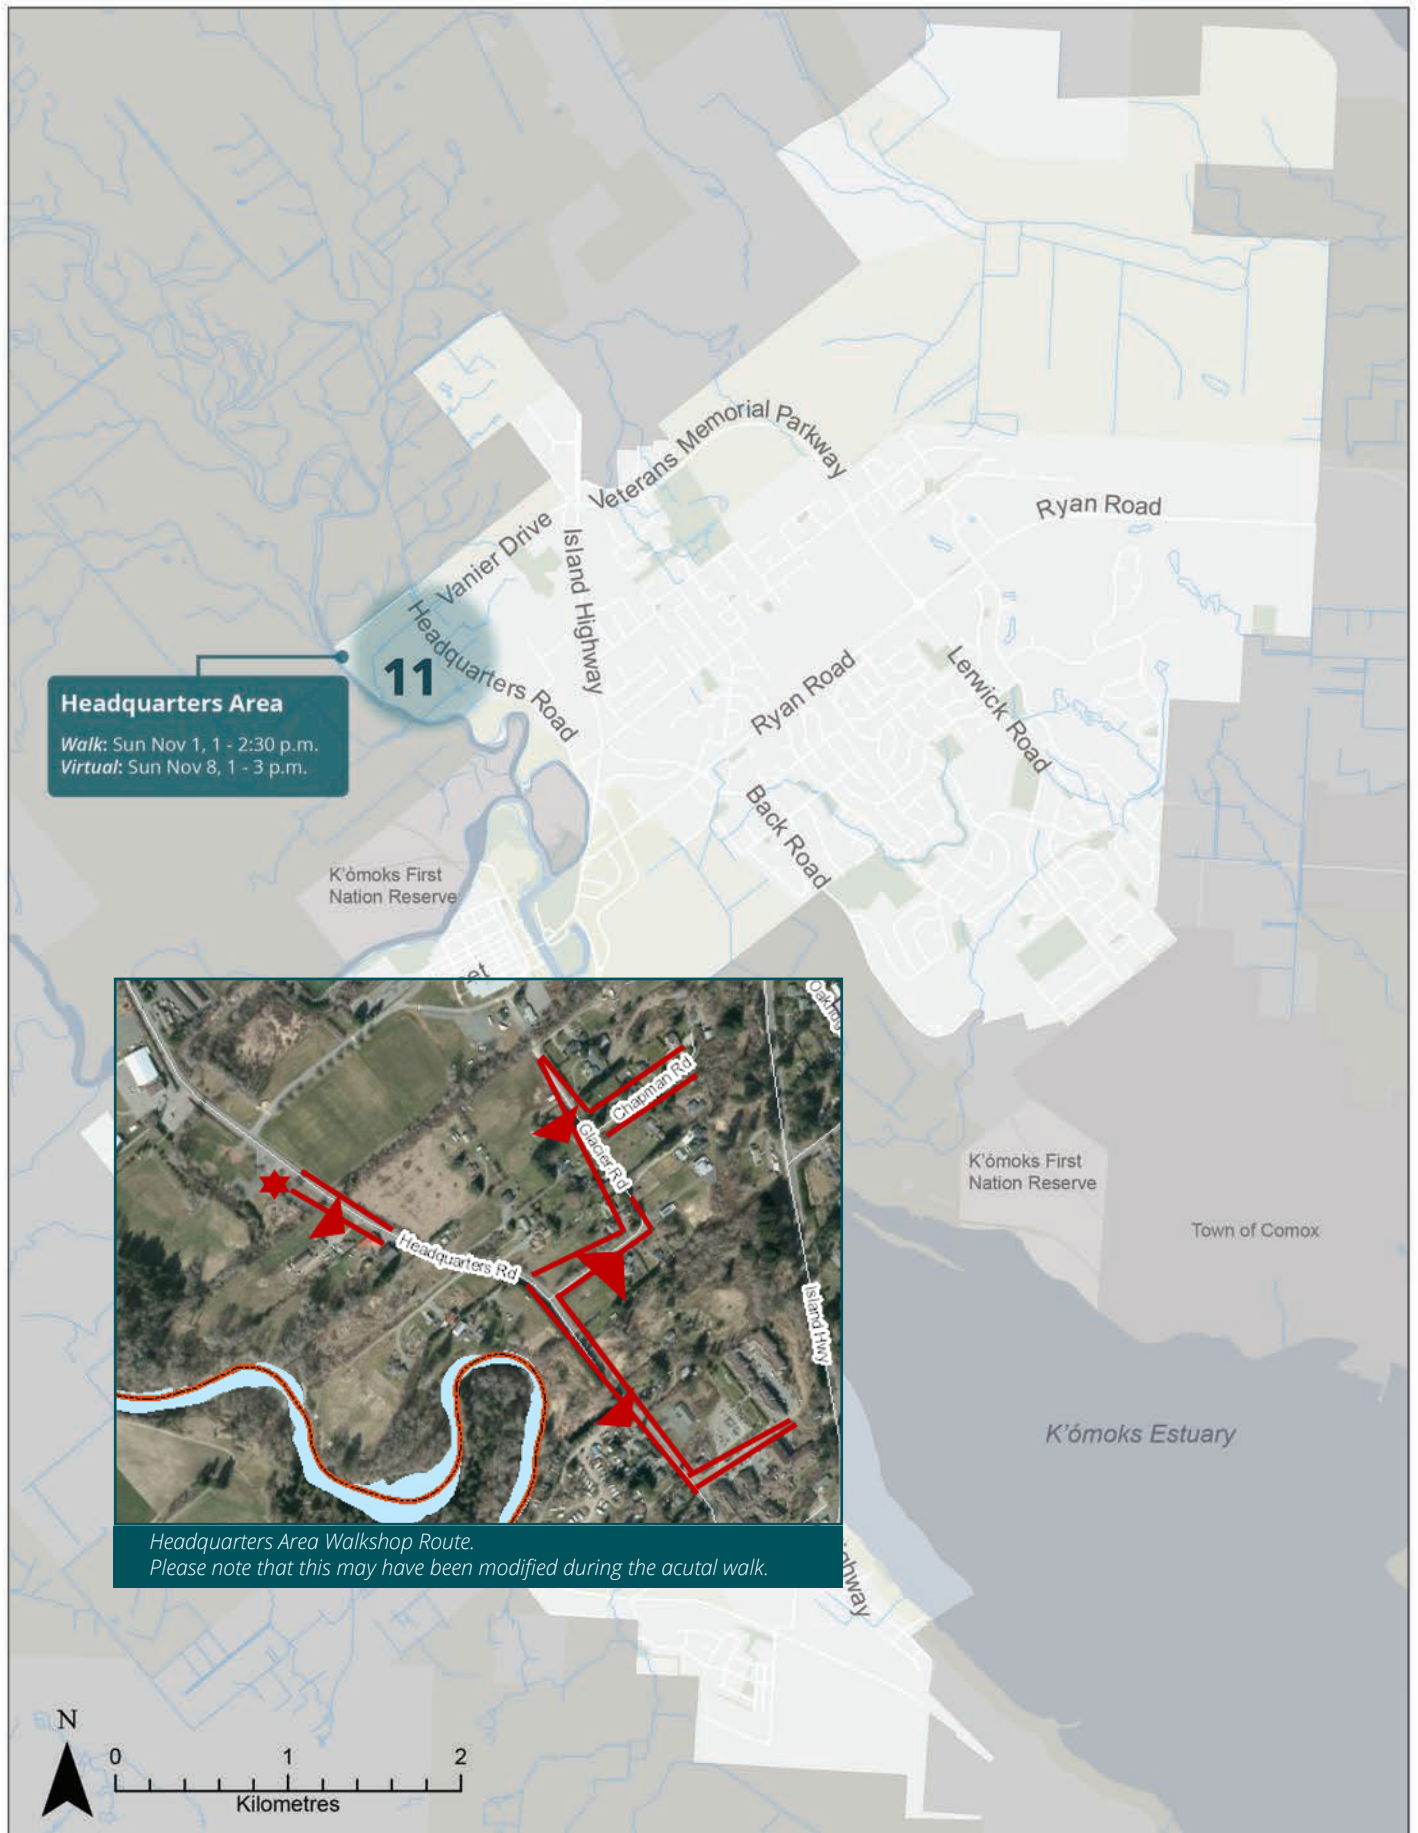 Veterans Memorial Parkway
Ryan Road
Vanier Drive
Island Highway
Headquarters Road
11
Headquarters Area
Walk: Sun Nov 1, 1 - 2:30 p.m.
Virtual: Sun Nov 8, 1 - 3 p.m.
Ryan Road
Lerwick Road
Back Road
K'ómoks First
Nation Reserve
et
Chapman Rd
Glacier Rd
Headquarters Rd
Island Hwy
K'ómoks First
Nation Reserve
Town of Comox
K'ómoks Estuary
Headquarters Area Walkshop Route.
Please note that this may have been modified during the acutal walk.
ghway
N
0 1 2
Kilometres